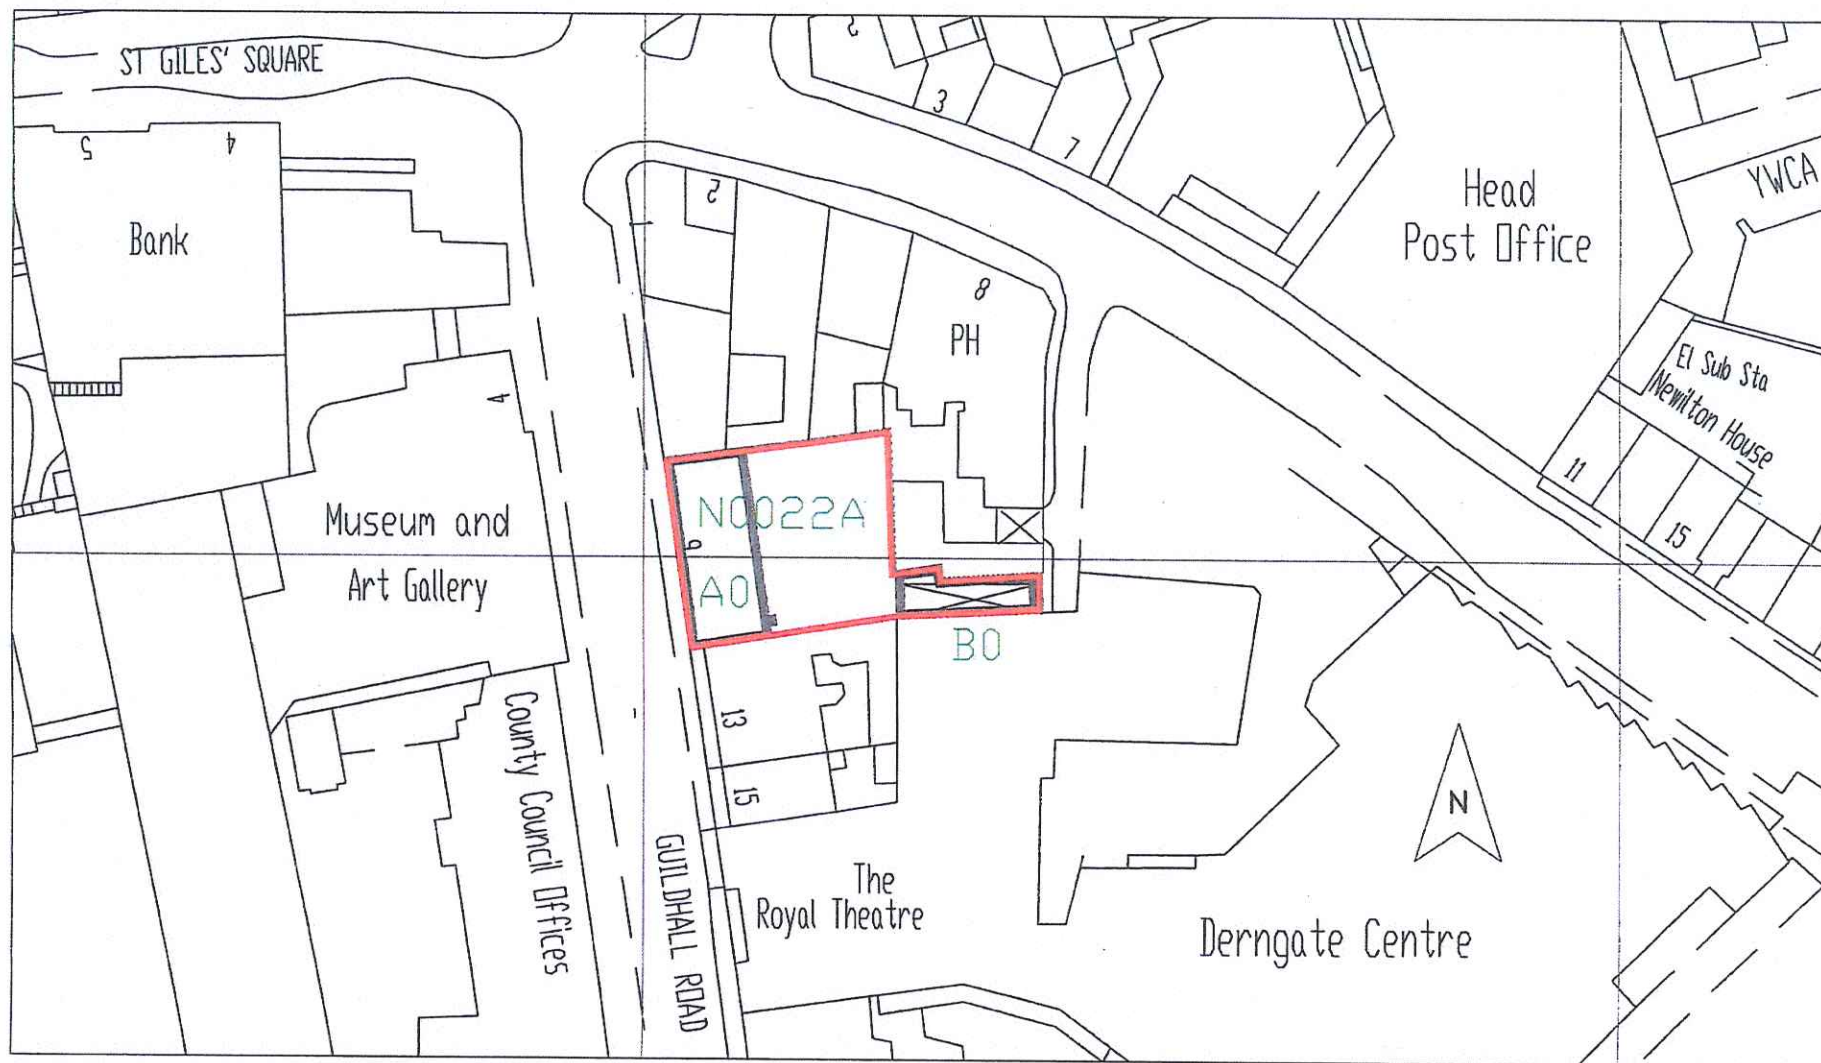 ST GILES' SQUARE
2
3
7
5
4
Head
Post Office
YWCA
Bank
2
1
8
PH
El Sub Sta
Newilton House
4
11
15
Museum and
Art Gallery
N0022A
9
A0
B0
13
15
County Council Offices
GUILDHALL ROAD
The
Royal Theatre
N
Derngate Centre